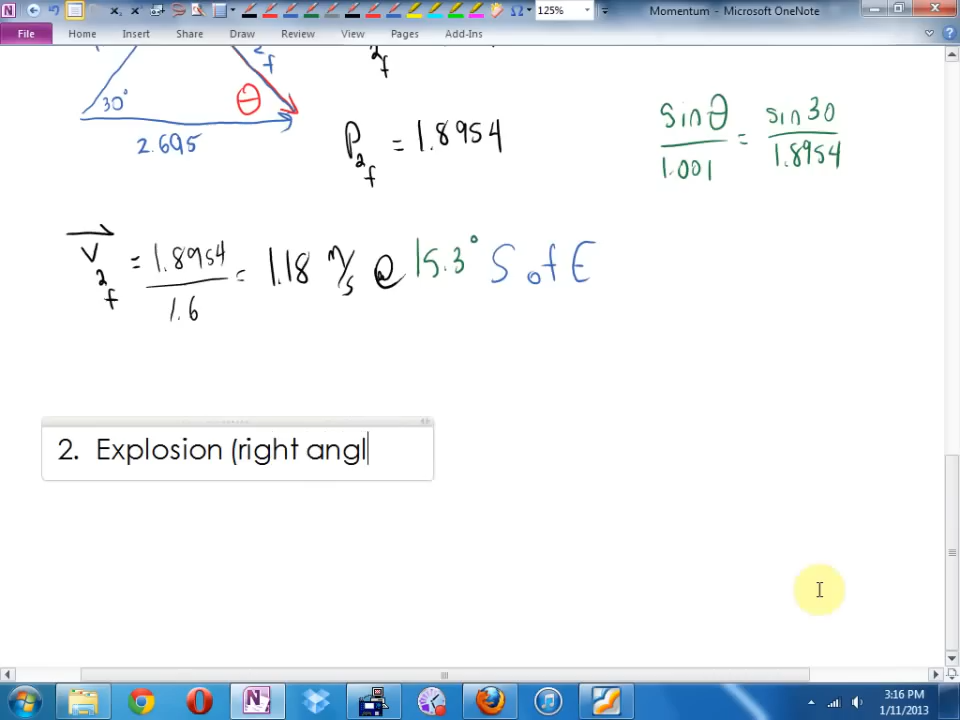 Momentum - Microsoft OneNote
125%
File Home Insert Share Draw Review View Pages Add-Ins
2
f
2
f
30°
θ
2.695
P2f = 1.8954
sinθ / 1.001 = sin30 / 1.8954
V2f = 1.8954 / 1.6 = 1.18 m/s @ 15.3° S of E
2. Explosion (right angl
3:16 PM
1/11/2013